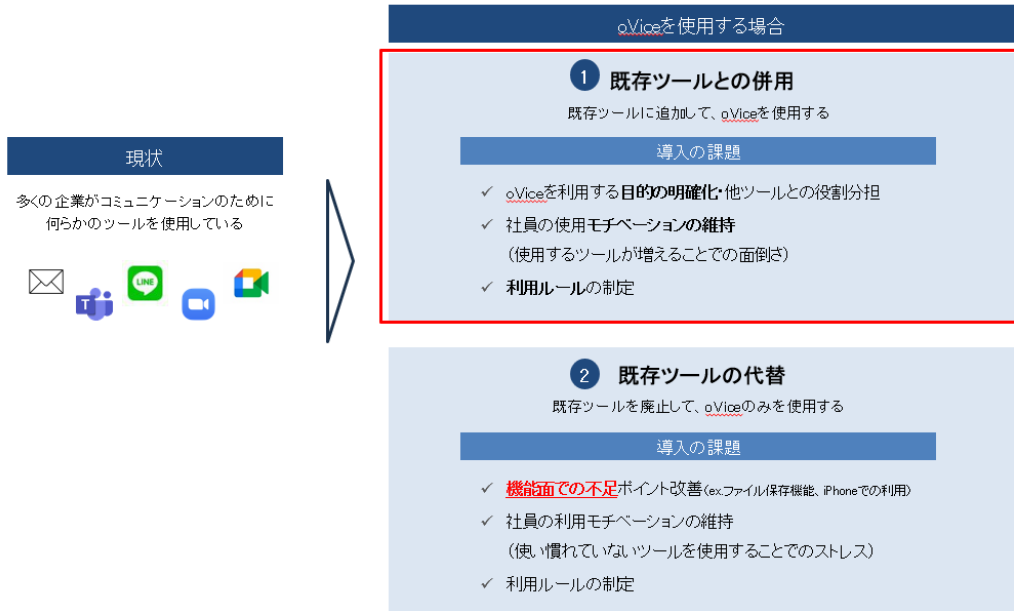 oViceを使用する場合
現状
多くの企業がコミュニケーションのために
何らかのツールを使用している
LINE
T
1 既存ツールとの併用
既存ツールに追加して、oViceを使用する
導入の課題
✓ oViceを利用する目的の明確化・他ツールとの役割分担
✓ 社員の使用モチベーションの維持
（使用するツールが増えることでの面倒さ）
✓ 利用ルールの制定
2 既存ツールの代替
既存ツールを廃止して、oViceのみを使用する
導入の課題
✓ 機能面での不足ポイント改善（ex.ファイル保存機能、iPhoneでの利用）
✓ 社員の利用モチベーションの維持
（使い慣れていないツールを使用することでのストレス）
✓ 利用ルールの制定